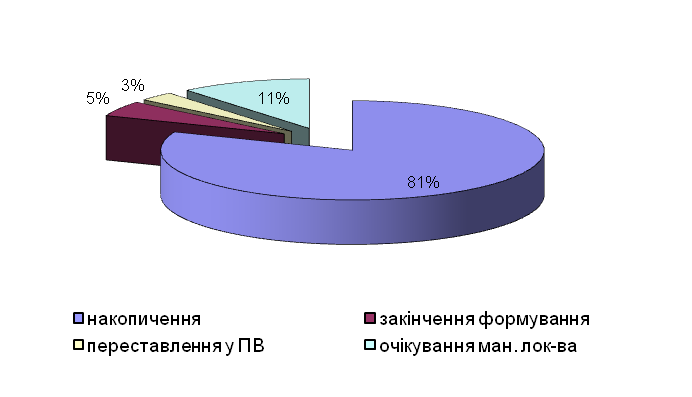 3%
5%
11%
81%
накопичення
закінчення формування
переставлення у ПВ
очікування ман. лок-ва